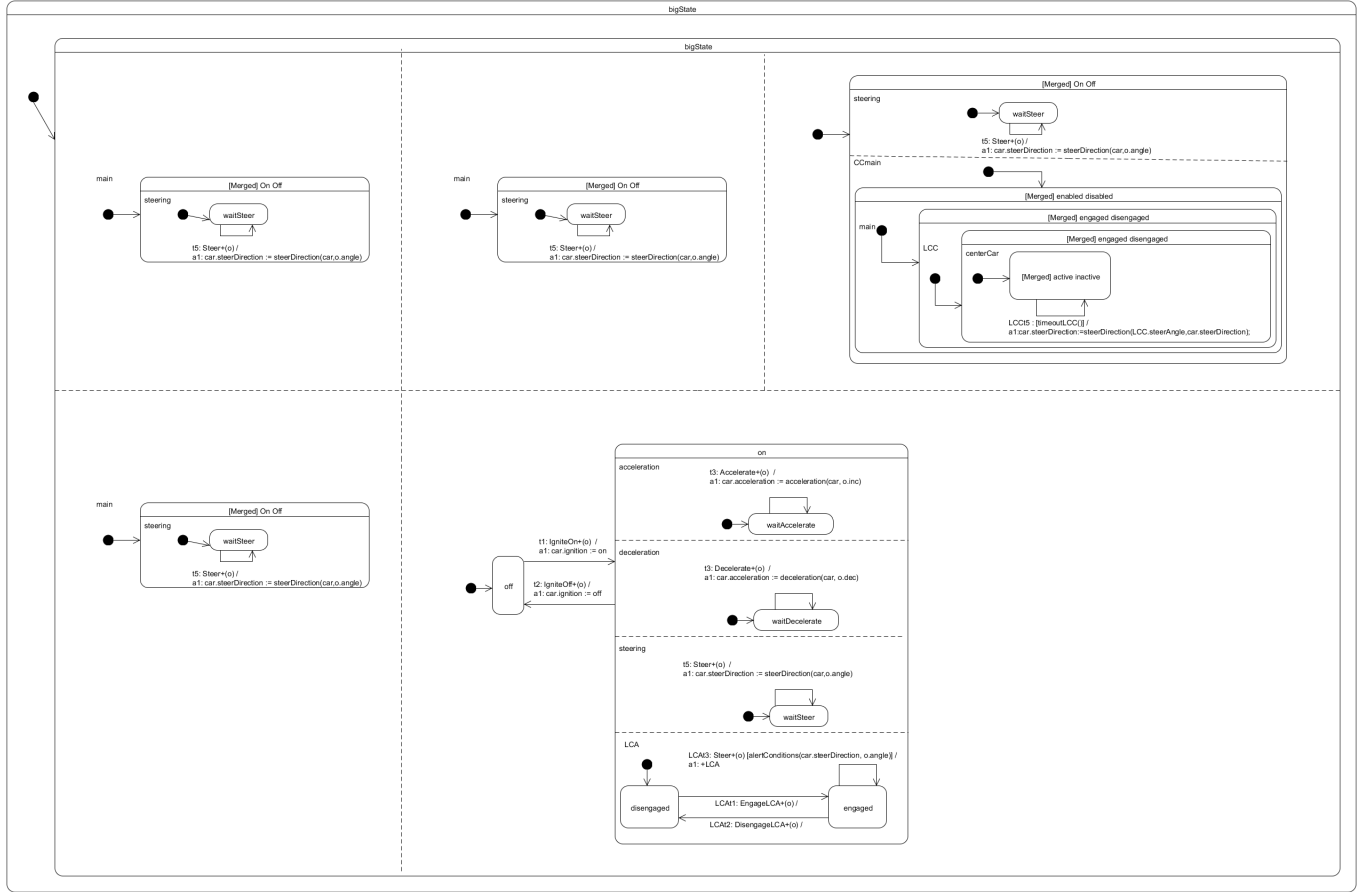 bigState
bigState
main
[Merged] On Off
steering
waitSteer
t5: Steer+(o) /
a1: car.steerDirection := steerDirection(car,o.angle)
main
[Merged] On Off
steering
waitSteer
t5: Steer+(o) /
a1: car.steerDirection := steerDirection(car,o.angle)
[Merged] On Off
steering
waitSteer
t5: Steer+(o) /
a1: car.steerDirection := steerDirection(car,o.angle)
CCmain
[Merged] enabled disabled
main
[Merged] engaged disengaged
LCC
[Merged] engaged disengaged
centerCar
[Merged] active inactive
LCCt5 : [timeoutLCC()] /
a1:car.steerDirection:=steerDirection(LCC.steerAngle,car.steerDirection);
main
[Merged] On Off
steering
waitSteer
t5: Steer+(o) /
a1: car.steerDirection := steerDirection(car,o.angle)
off
t1: IgniteOn+(o) /
a1: car.ignition := on
t2: IgniteOff+(o) /
a1: car.ignition := off
on
acceleration
t3: Accelerate+(o) /
a1: car.acceleration := acceleration(car, o.inc)
waitAccelerate
deceleration
t3: Decelerate+(o) /
a1: car.acceleration := deceleration(car, o.dec)
waitDecelerate
steering
t5: Steer+(o) /
a1: car.steerDirection := steerDirection(car,o.angle)
waitSteer
LCA
LCAt3: Steer+(o) [alertConditions(car.steerDirection, o.angle)] /
a1: +LCA
disengaged
LCAt1: EngageLCA+(o) /
engaged
LCAt2: DisengageLCA+(o) /